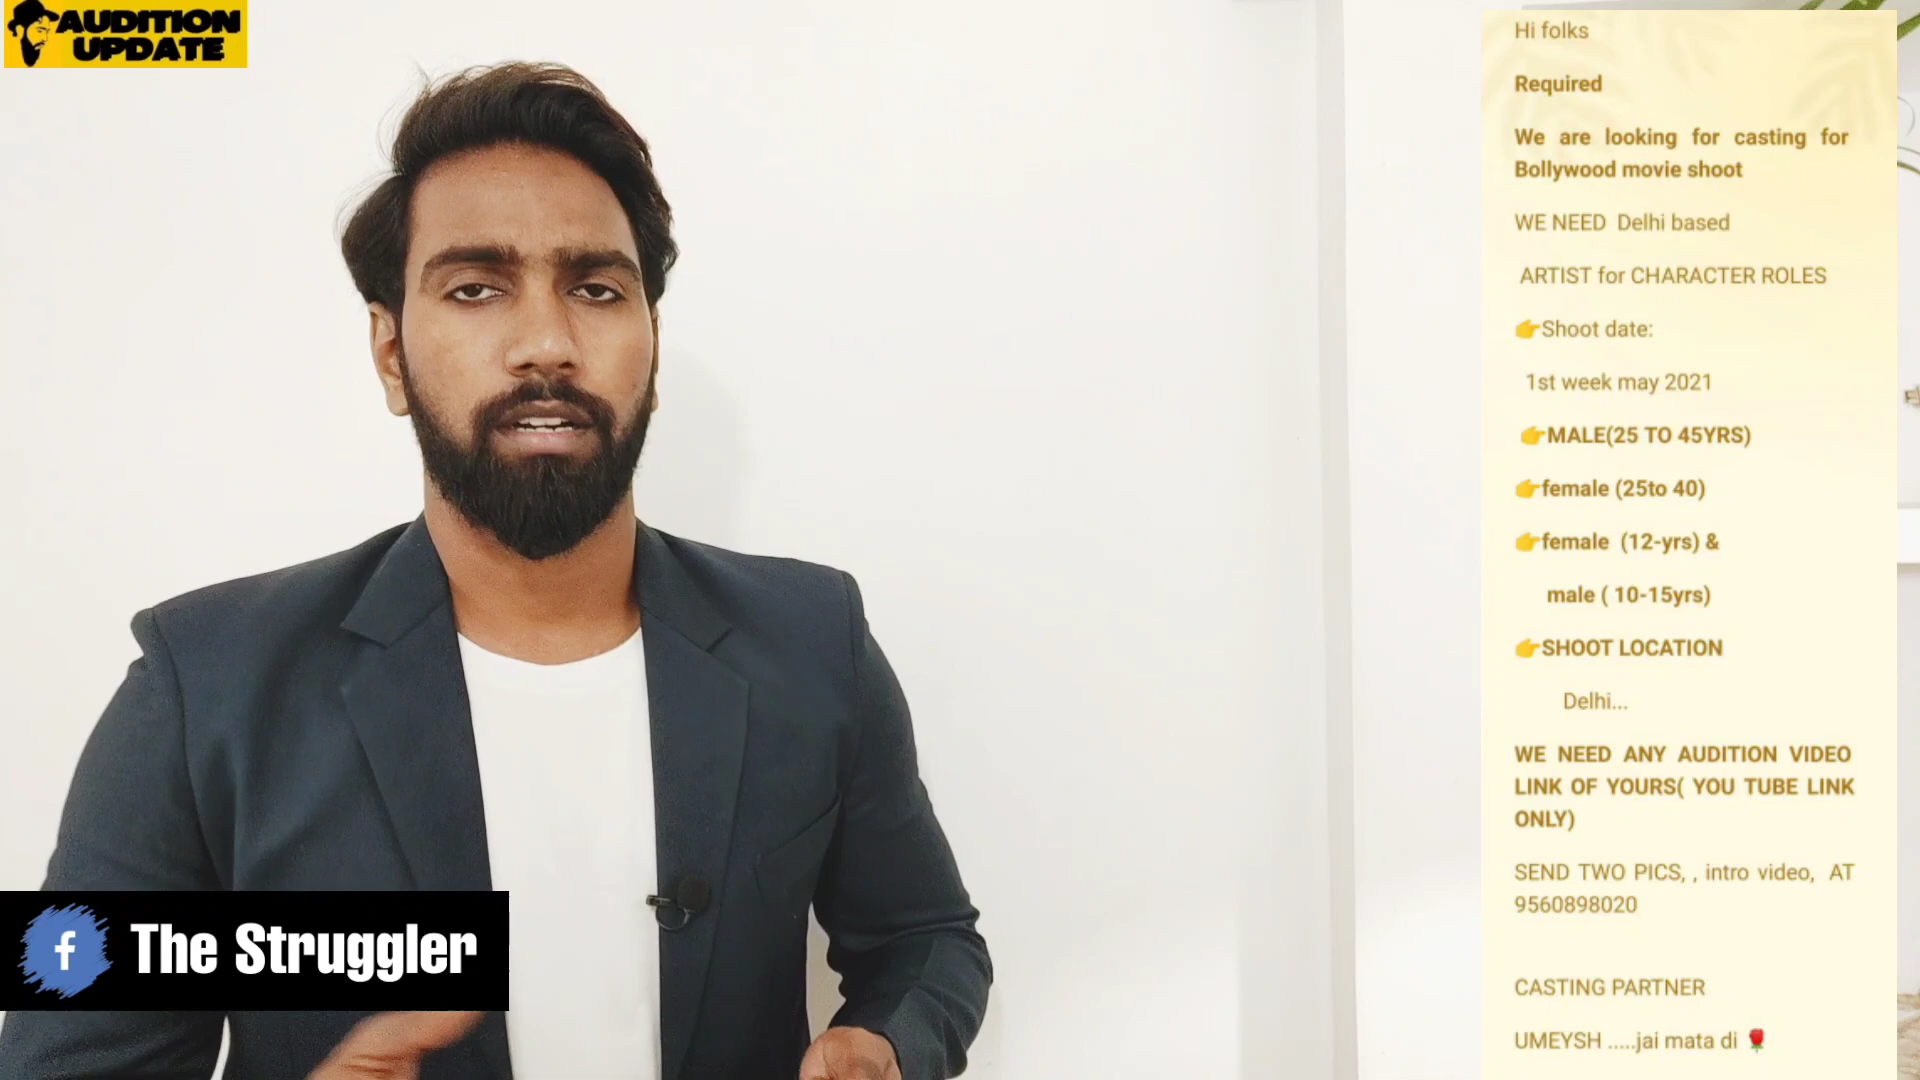 AUDITION
UPDATE
Hi folks
Required
We are looking for casting for
Bollywood movie shoot
WE NEED Delhi based
ARTIST for CHARACTER ROLES
👉Shoot date:
1st week may 2021
👉MALE(25 TO 45YRS)
👉female (25to 40)
👉female (12-yrs) &
male ( 10-15yrs)
👉SHOOT LOCATION
Delhi...
WE NEED ANY AUDITION VIDEO
LINK OF YOURS( YOU TUBE LINK
ONLY)
SEND TWO PICS, , intro video, AT
9560898020
CASTING PARTNER
UMEYSH .....jai mata di 🌹
f The Struggler